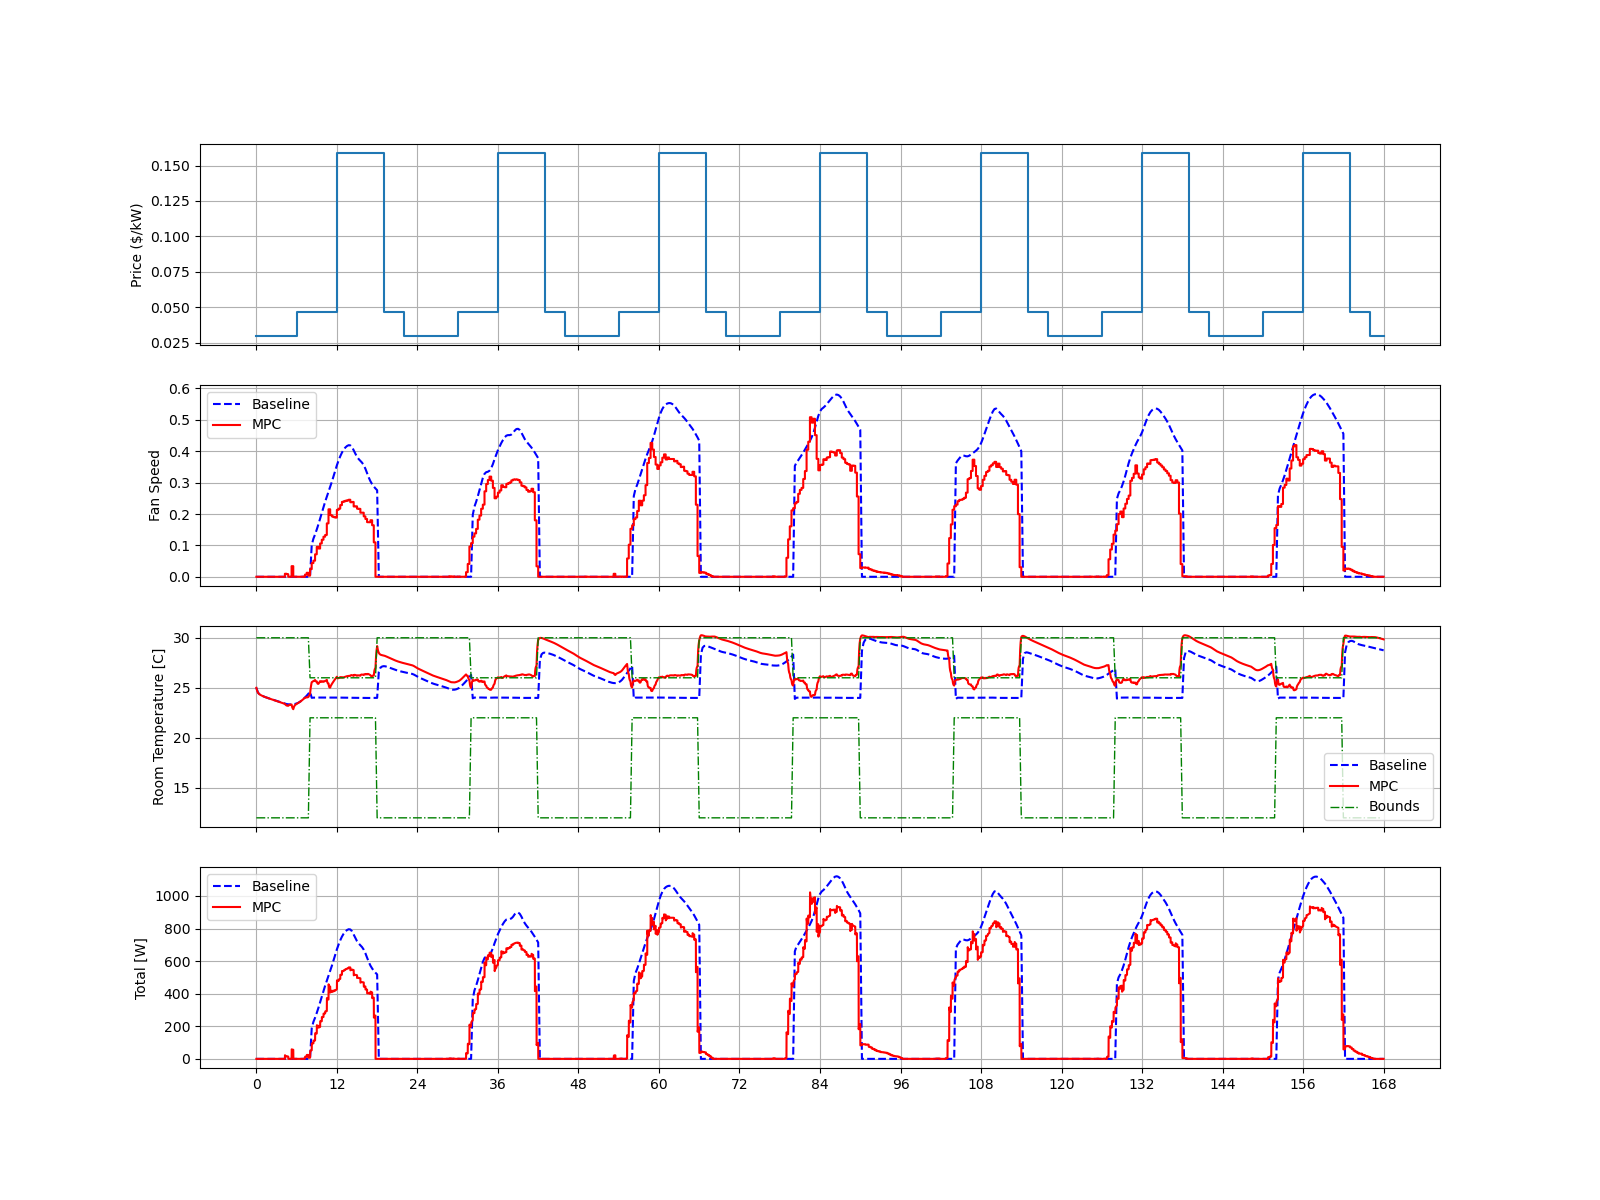 0.150
0.125
0.100
0.075
0.050
0.025
Price ($/kW)
0.6
0.5
0.4
0.3
0.2
0.1
0.0
Fan Speed
Baseline
MPC
30
25
20
15
Room Temperature [C]
Baseline
MPC
Bounds
1000
800
600
400
200
0
Total [W]
Baseline
MPC
0 12 24 36 48 60 72 84 96 108 120 132 144 156 168